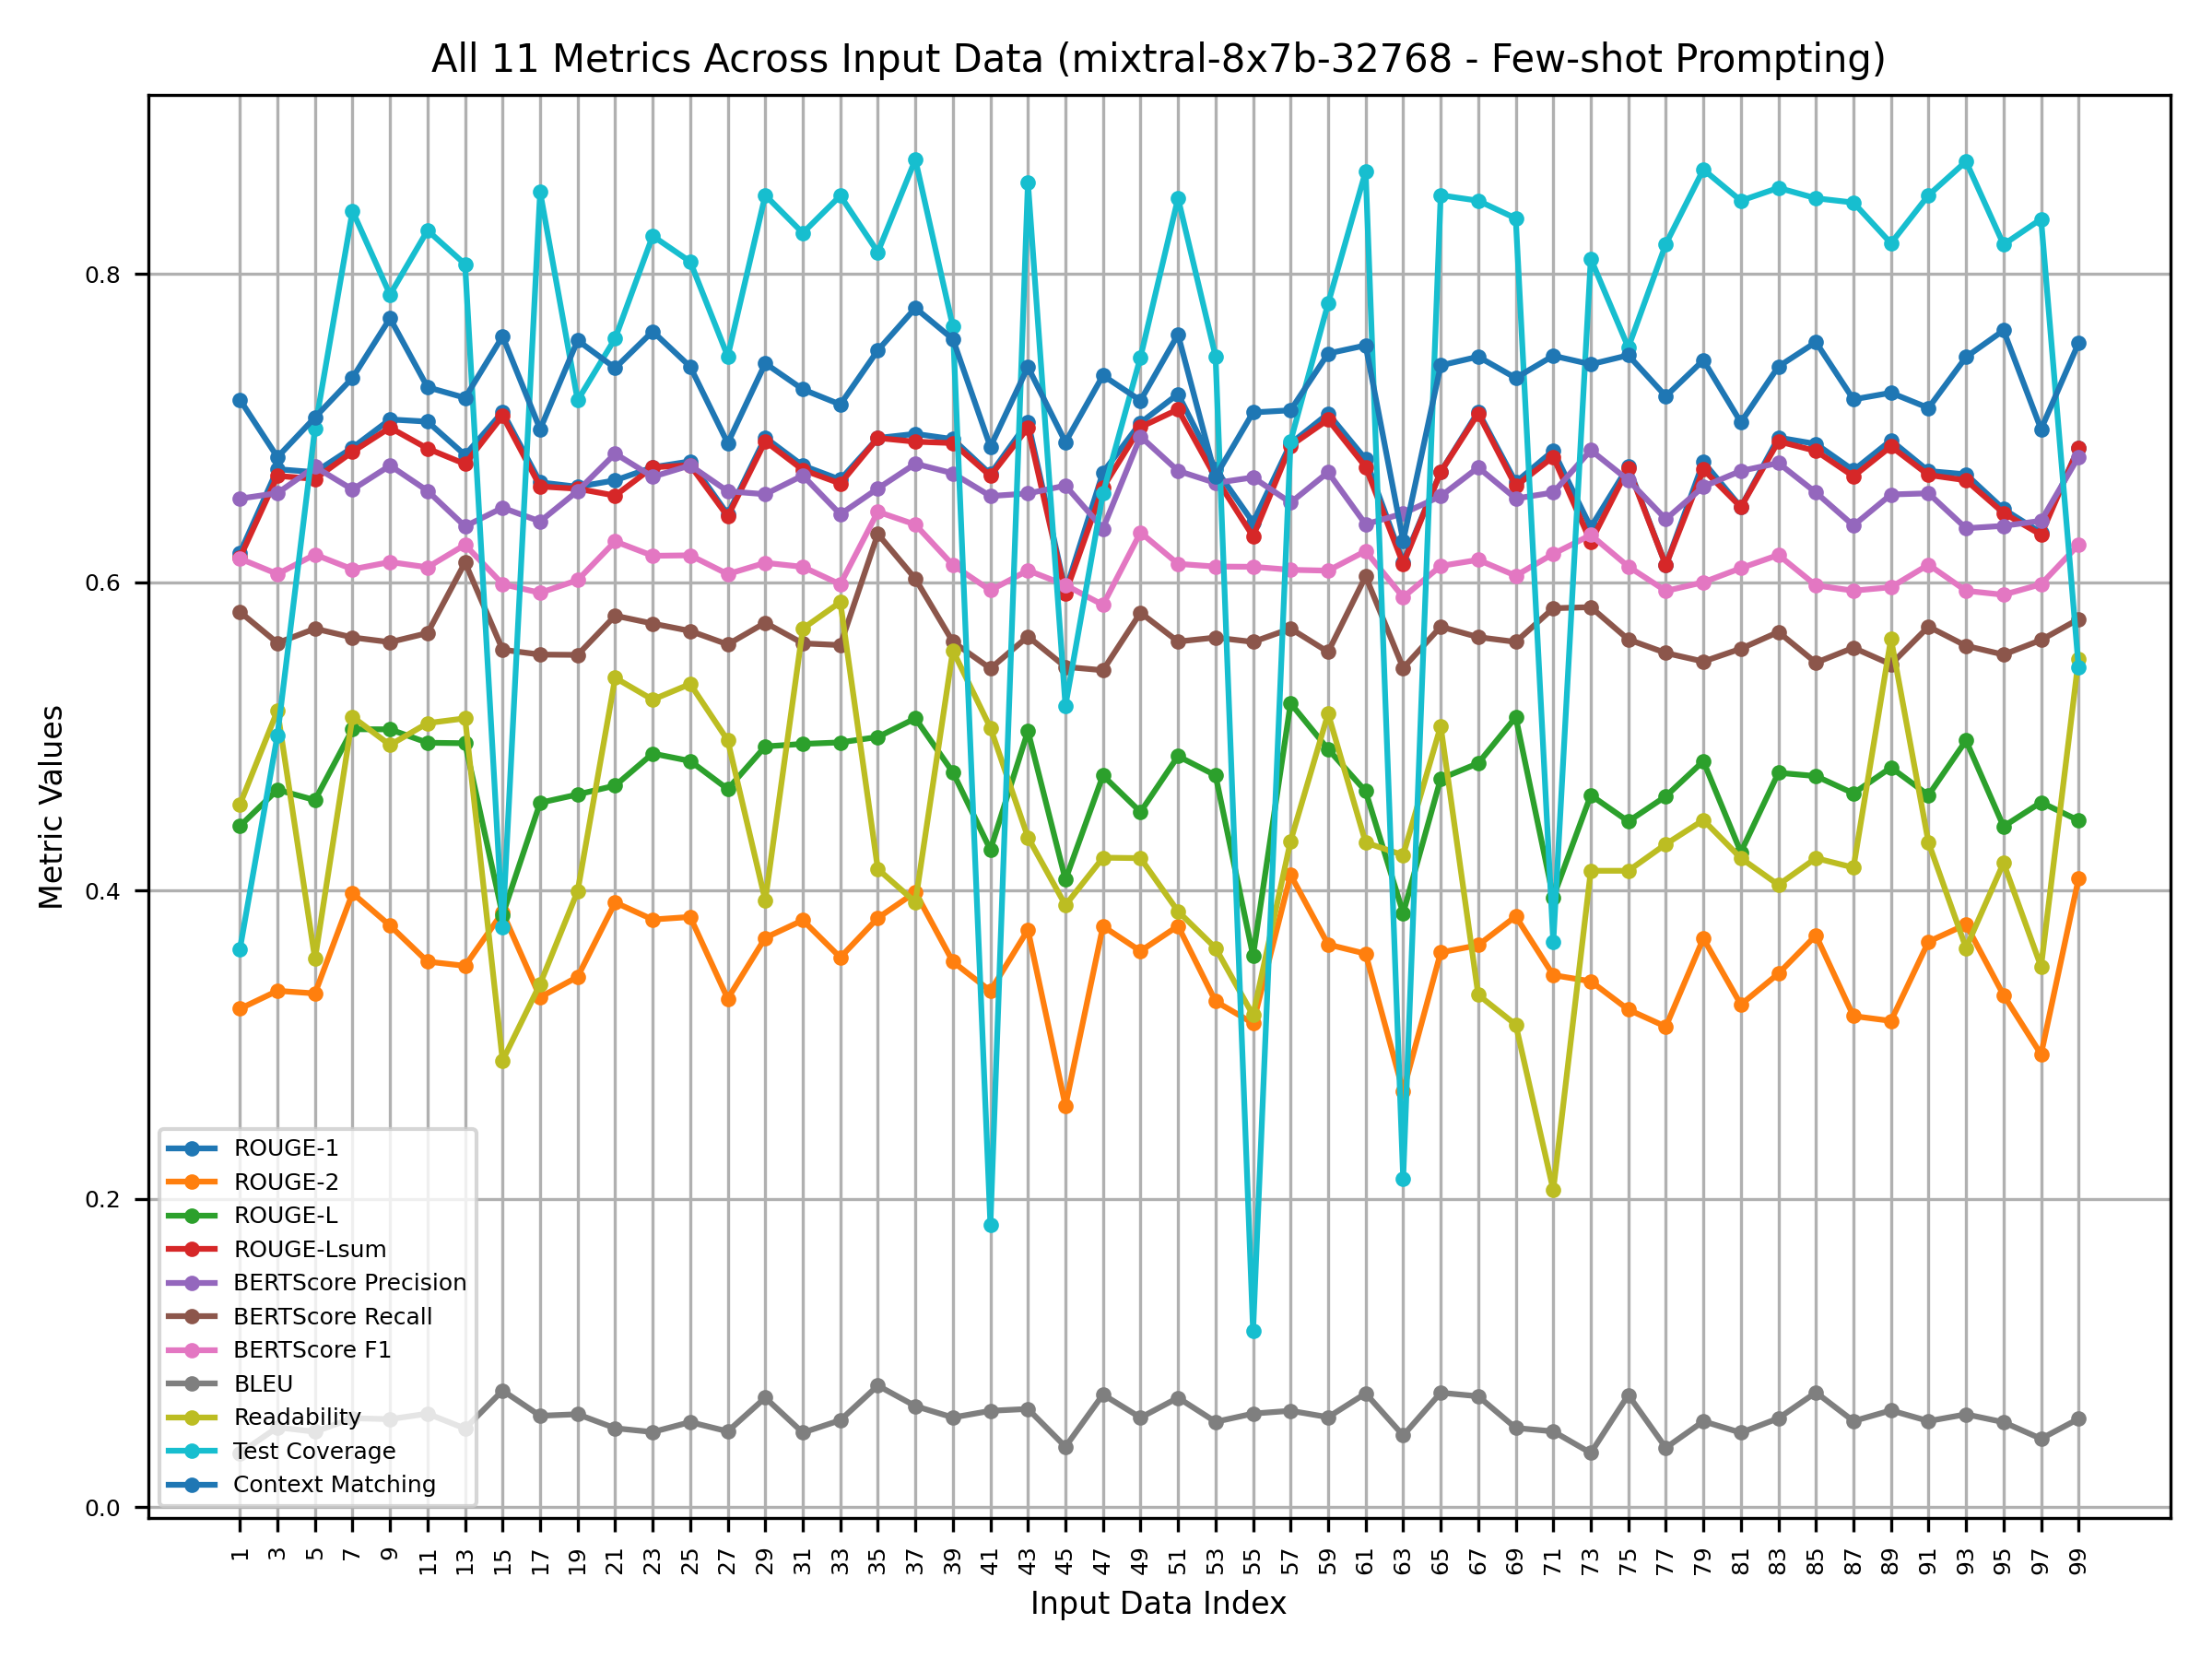 All 11 Metrics Across Input Data (mixtral-8x7b-32768 - Few-shot Prompting)
Metric Values
0.8
0.6
0.4
0.2
0.0
ROUGE-1
ROUGE-2
ROUGE-L
ROUGE-Lsum
BERTScore Precision
BERTScore Recall
BERTScore F1
BLEU
Readability
Test Coverage
Context Matching
1 3 5 7 9 11 13 15 17 19 21 23 25 27 29 31 33 35 37 39 41 43 45 47 49 51 53 55 57 59 61 63 65 67 69 71 73 75 77 79 81 83 85 87 89 91 93 95 97 99
Input Data Index